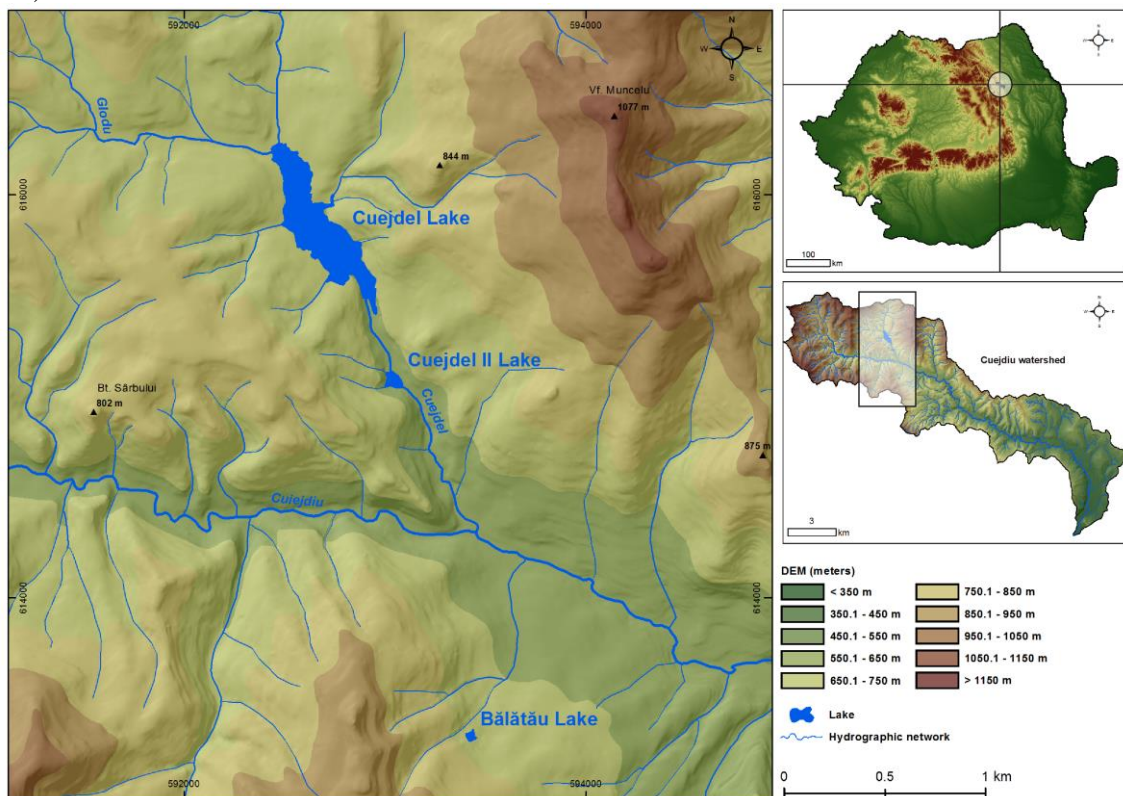 592000
594000
N
W
E
S
Vf. Muncelu
1077 m
Glodu
844 m
616000
616000
Cuejdel Lake
Cuejdel II Lake
Cuejdel
Bt. Sârbului
802 m
875 m
Cuiejdiu
614000
614000
Bălătău Lake
592000
594000
N
W
E
S
100
km
N
W
E
S
Cuejdiu watershed
3
km
DEM (meters)
< 350 m
350.1 - 450 m
450.1 - 550 m
550.1 - 650 m
650.1 - 750 m
750.1 - 850 m
850.1 - 950 m
950.1 - 1050 m
1050.1 - 1150 m
> 1150 m
Lake
Hydrographic network
0 0.5 1 km